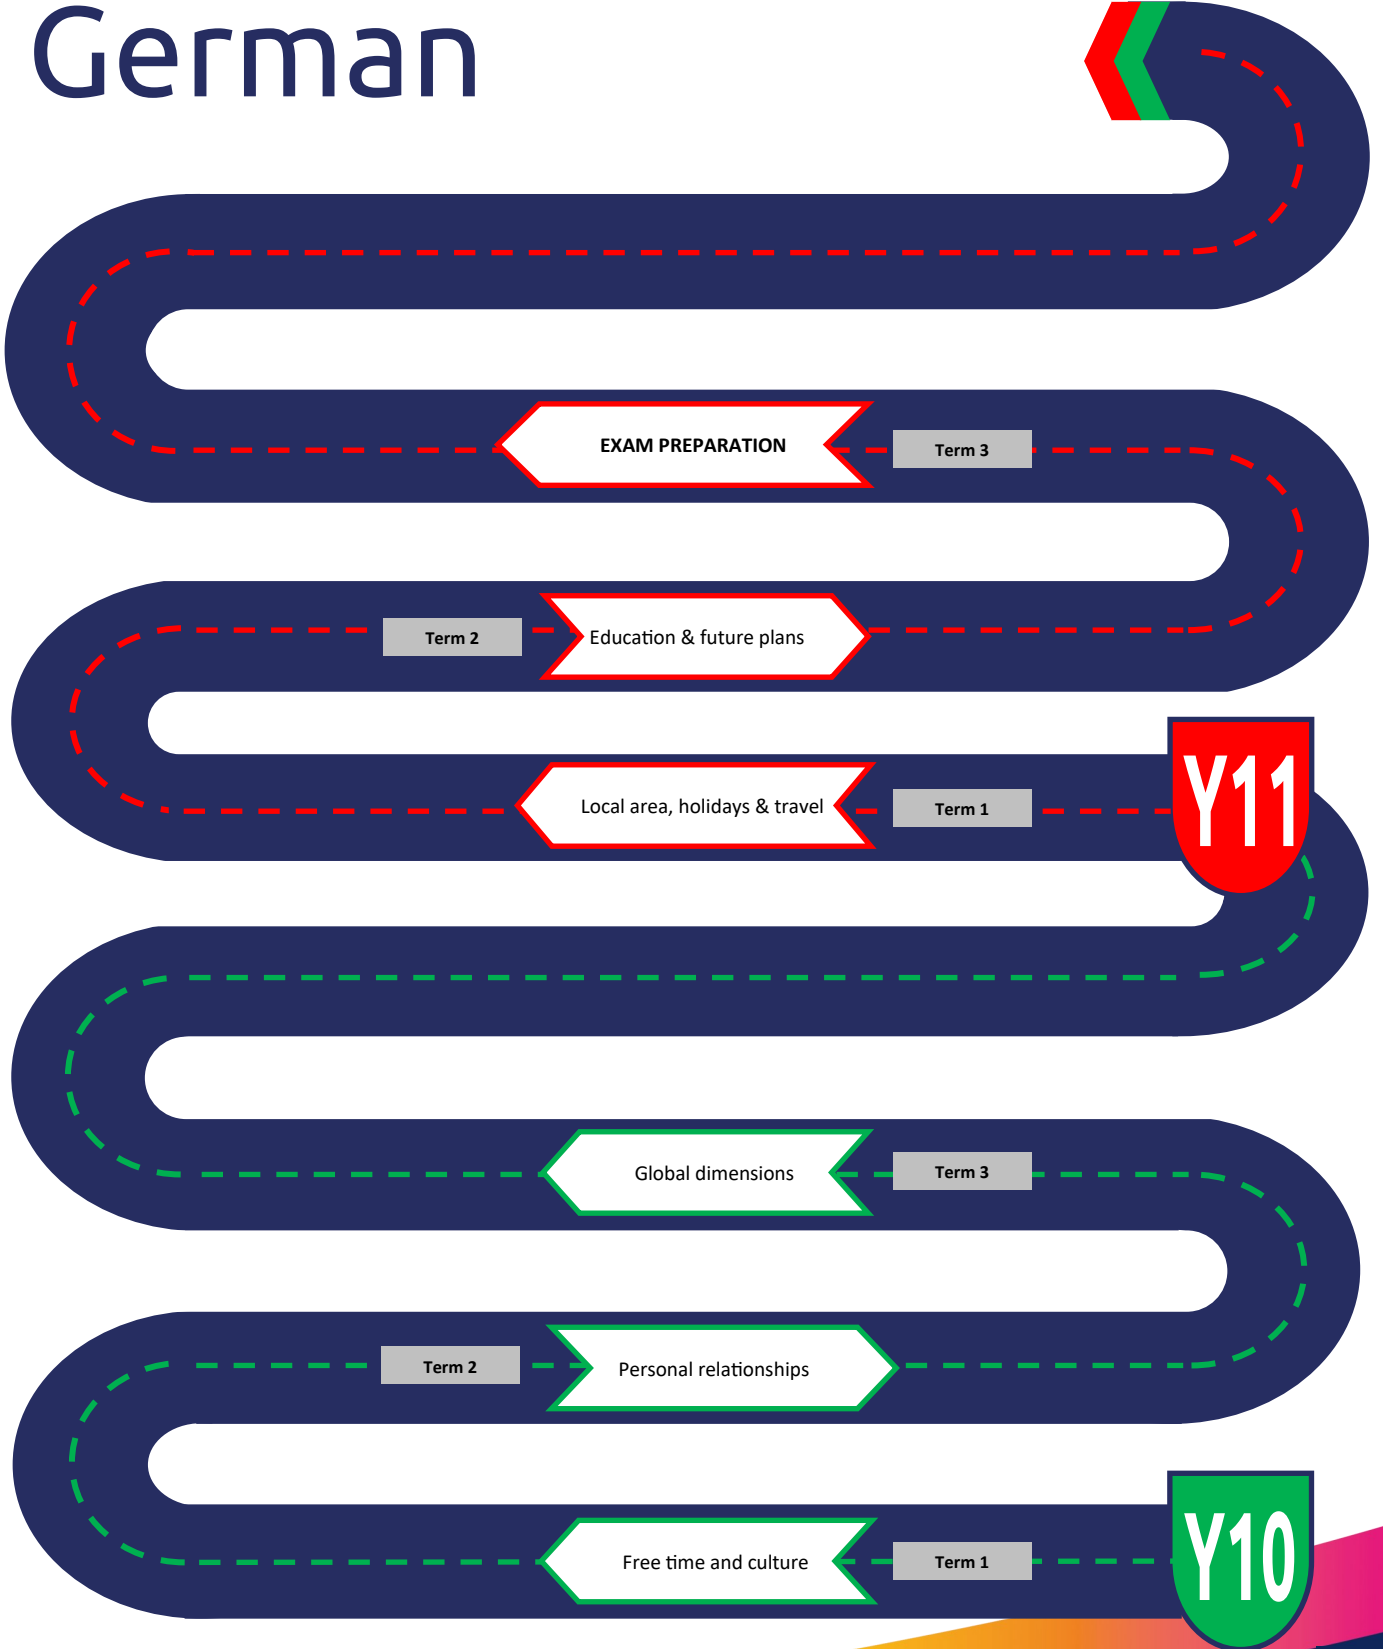 German
EXAM PREPARATION
Term 3
Term 2
Education & future plans
Y11
Local area, holidays & travel
Term 1
Global dimensions
Term 3
Term 2
Personal relationships
Y10
Free time and culture
Term 1